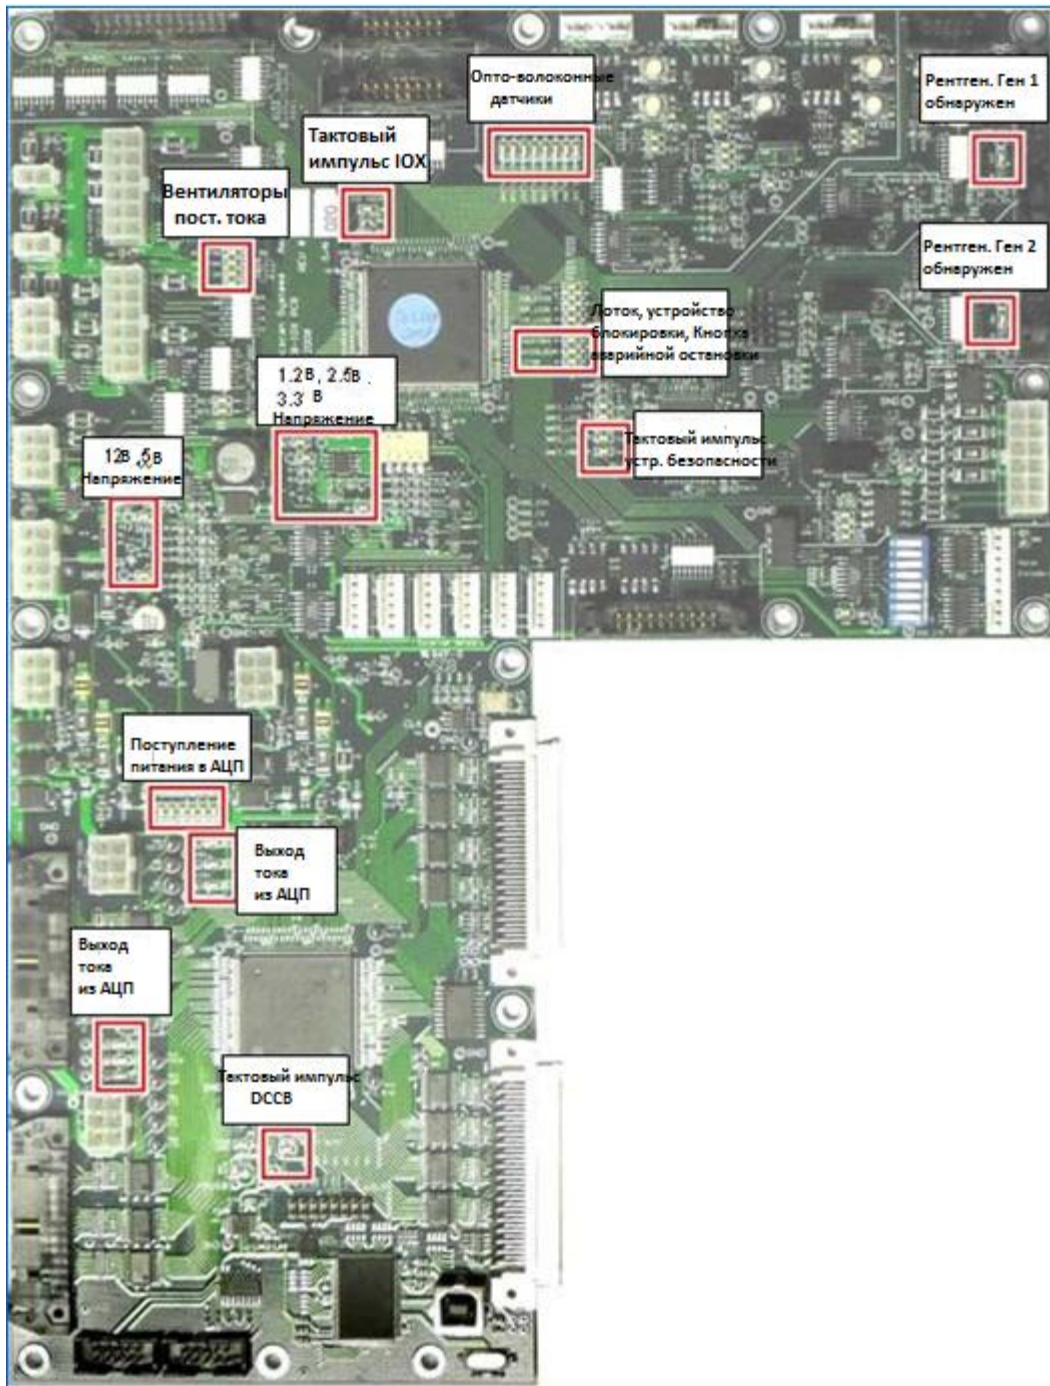 Опто-волоконные
датчики
Рентген. Ген 1
обнаружен
Тактовый
импульс IOX
Вентиляторы
пост. тока
Рентген. Ген 2
обнаружен
Лоток, устройство
блокировки, Кнопка
аварийной остановки
1.2В, 2.5В
3.3 В
Напряжение
Тактовый импульс
устр. безопасности
12В 5В
Напряжение
Поступление
питания в АЦП
Выход
тока
из АЦП
Выход
тока
из АЦП
Тактовый импульс
DCCB
GND